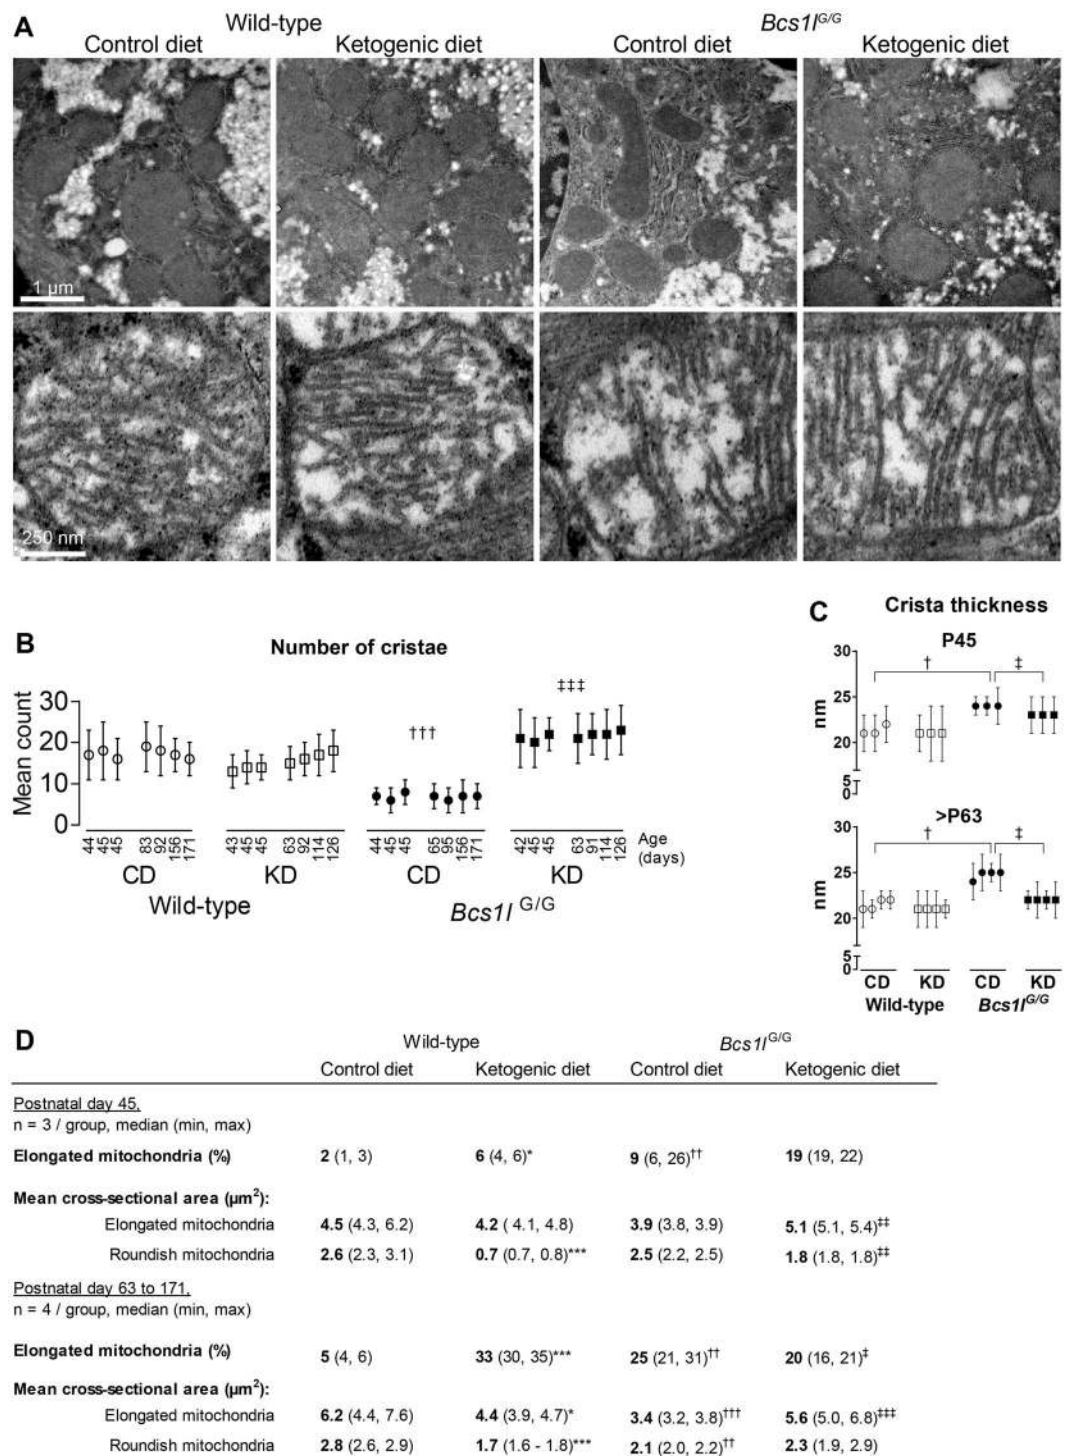 A
Wild-type
Bcs1l G/G
Control diet
Ketogenic diet
Control diet
Ketogenic diet
1 µm
250 nm
B
Number of cristae
Mean count
30
20
10
0
†††
‡‡‡
44 45 45 83 92 156 171
43 45 45 63 92 114 126
44 45 45 65 95 156 171
42 45 45 63 91 114 126
Age (days)
CD KD CD KD
Wild-type Bcs1l G/G
C
Crista thickness
P45
nm
30
25
20
5
0
† ‡
>P63
nm
30
25
20
5
0
† ‡
CD KD CD KD
Wild-type Bcs1l G/G
D
Wild-type Bcs1l G/G
Control diet Ketogenic diet Control diet Ketogenic diet
Postnatal day 45,
n = 3 / group, median (min, max)
Elongated mitochondria (%) 2 (1, 3) 6 (4, 6)* 9 (6, 26)†† 19 (19, 22)
Mean cross-sectional area (µm²):
Elongated mitochondria 4.5 (4.3, 6.2) 4.2 ( 4.1, 4.8) 3.9 (3.8, 3.9) 5.1 (5.1, 5.4)‡‡
Roundish mitochondria 2.6 (2.3, 3.1) 0.7 (0.7, 0.8)*** 2.5 (2.2, 2.5) 1.8 (1.8, 1.8)‡‡
Postnatal day 63 to 171,
n = 4 / group, median (min, max)
Elongated mitochondria (%) 5 (4, 6) 33 (30, 35)*** 25 (21, 31)†† 20 (16, 21)‡
Mean cross-sectional area (µm²):
Elongated mitochondria 6.2 (4.4, 7.6) 4.4 (3.9, 4.7)* 3.4 (3.2, 3.8)††† 5.6 (5.0, 6.8)‡‡‡
Roundish mitochondria 2.8 (2.6, 2.9) 1.7 (1.6 - 1.8)*** 2.1 (2.0, 2.2)†† 2.3 (1.9, 2.9)